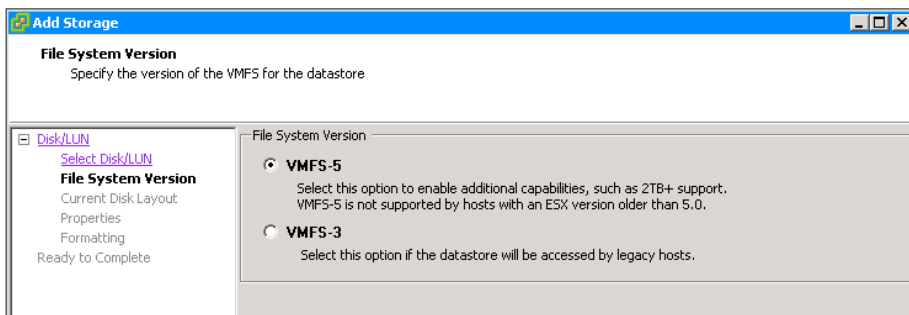 Add Storage
File System Version
Specify the version of the VMFS for the datastore
Disk/LUN
Select Disk/LUN
File System Version
Current Disk Layout
Properties
Formatting
Ready to Complete
File System Version
VMFS-5
Select this option to enable additional capabilities, such as 2TB+ support.
VMFS-5 is not supported by hosts with an ESX version older than 5.0.
VMFS-3
Select this option if the datastore will be accessed by legacy hosts.